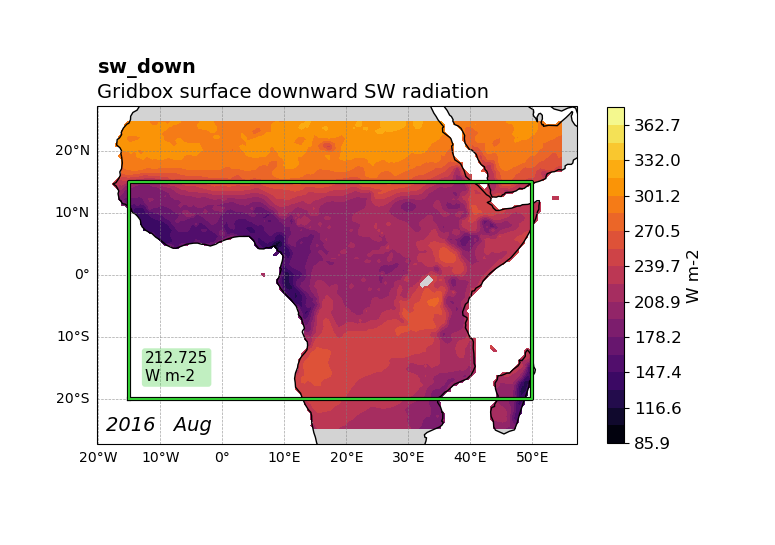 sw_down
Gridbox surface downward SW radiation
20°N
10°N
0°
10°S
20°S
20°W 10°W 0° 10°E 20°E 30°E 40°E 50°E
212.725
W m-2
2016 Aug
362.7
332.0
301.2
270.5
239.7
208.9
178.2
147.4
116.6
85.9
W m-2